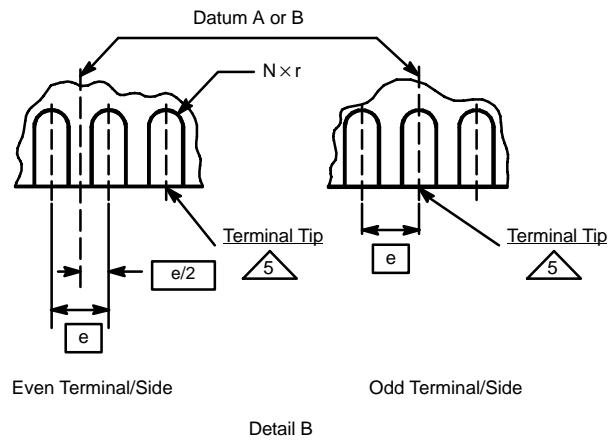 Datum A or B
N×r
Terminal Tip
5
e/2
e
Terminal Tip
5
e
Even Terminal/Side
Odd Terminal/Side
Detail B